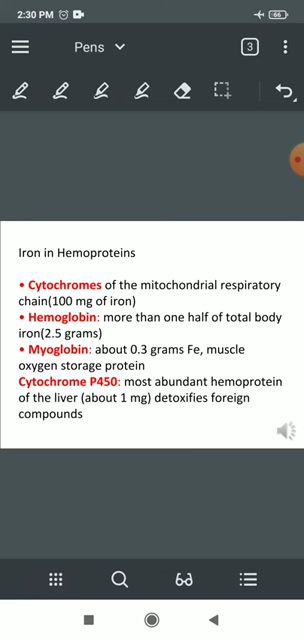 2:30 PM
66
Pens
3
Iron in Hemoproteins
• Cytochromes of the mitochondrial respiratory
chain(100 mg of iron)
• Hemoglobin: more than one half of total body
iron(2.5 grams)
• Myoglobin: about 0.3 grams Fe, muscle
oxygen storage protein
Cytochrome P450: most abundant hemoprotein
of the liver (about 1 mg) detoxifies foreign
compounds